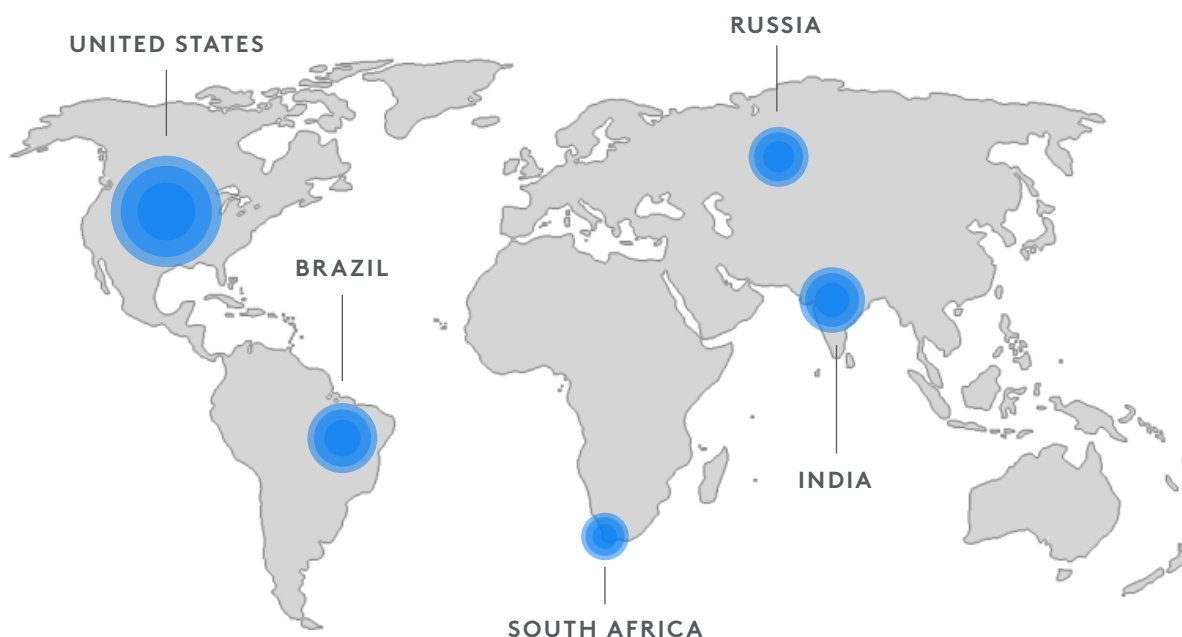 RUSSIA
UNITED STATES
BRAZIL
INDIA
SOUTH AFRICA